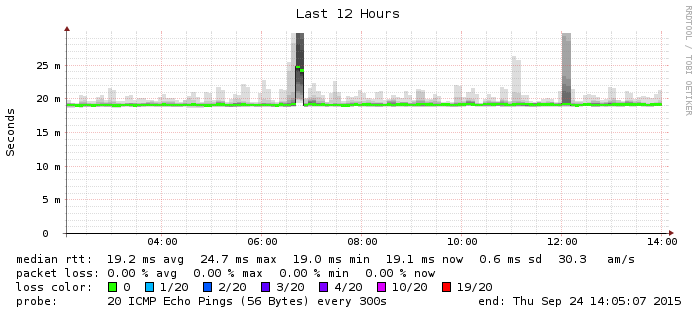 Last 12 Hours
RRDTOOL / TOBI OETIKER
Seconds
25 m
20 m
15 m
10 m
5 m
0
04:00 06:00 08:00 10:00 12:00 14:00
median rtt: 19.2 ms avg 24.7 ms max 19.0 ms min 19.1 ms now 0.6 ms sd 30.3 am/s
packet loss: 0.00 % avg 0.00 % max 0.00 % min 0.00 % now
loss color: 0 1/20 2/20 3/20 4/20 10/20 19/20
probe: 20 ICMP Echo Pings (56 Bytes) every 300s end: Thu Sep 24 14:05:07 2015